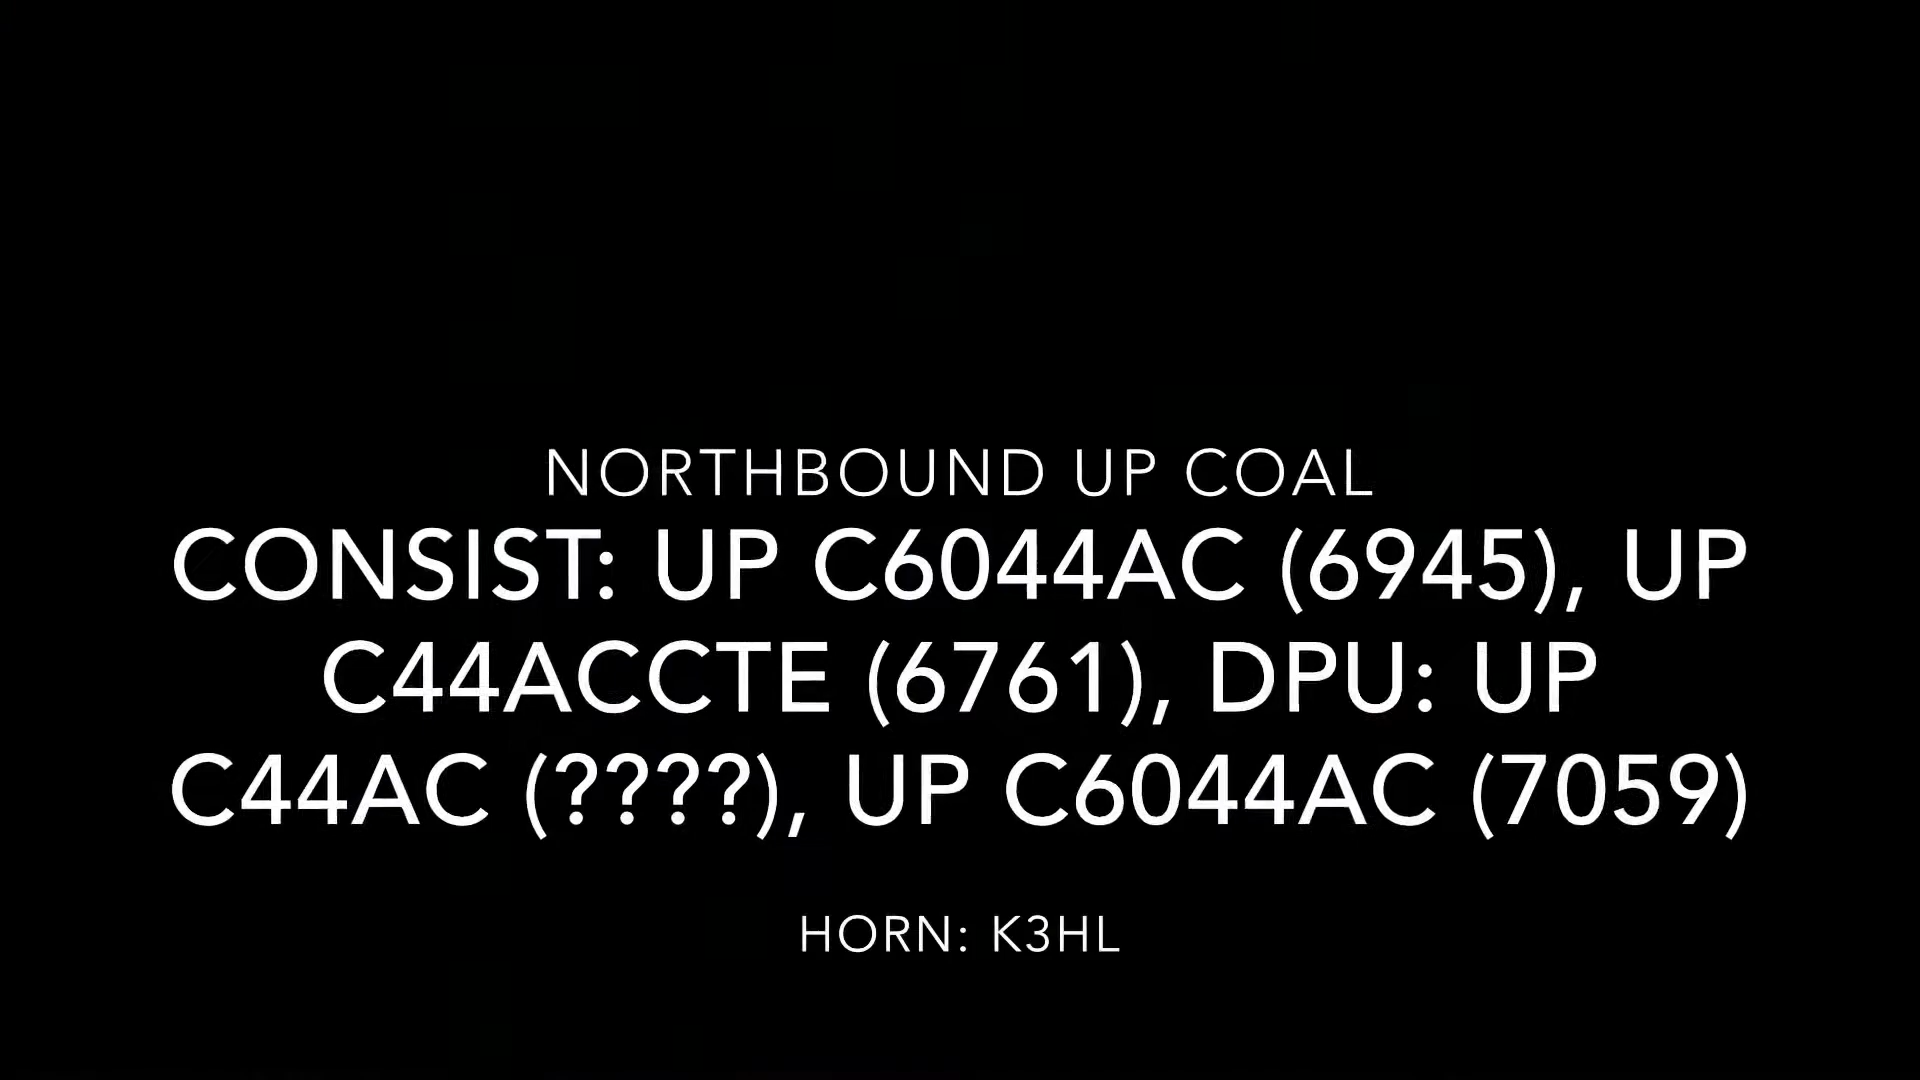 NORTHBOUND UP COAL
CONSIST: UP C6044AC (6945), UP
C44ACCTE (6761), DPU: UP
C44AC (????), UP C6044AC (7059)
HORN: K3HL